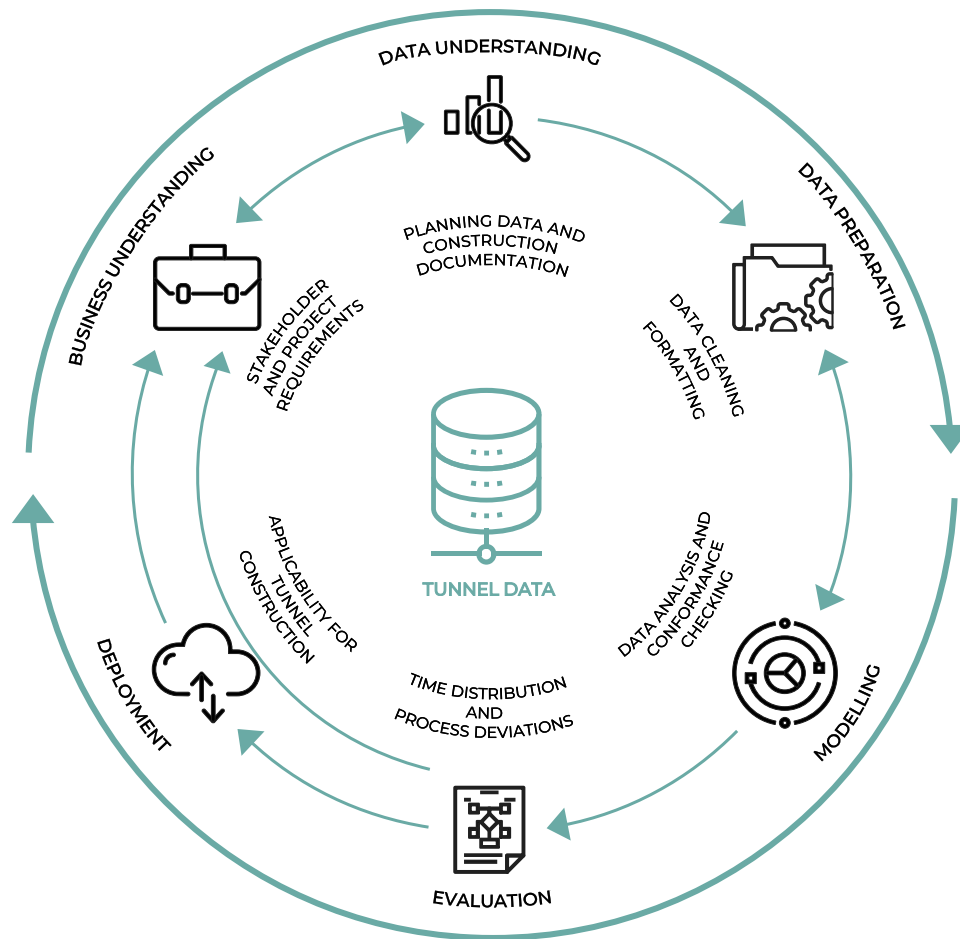 DATA UNDERSTANDING
BUSINESS UNDERSTANDING
DATA PREPARATION
PLANNING DATA AND
CONSTRUCTION
DOCUMENTATION
STAKEHOLDER
AND PROJECT
REQUIREMENTS
DATA CLEANING
AND
FORMATTING
TUNNEL DATA
APPLICABILITY FOR
TUNNEL
CONSTRUCTION
DATA ANALYSIS AND
CONFORMANCE
CHECKING
TIME DISTRIBUTION
AND
PROCESS DEVIATIONS
DEPLOYMENT
MODELLING
EVALUATION